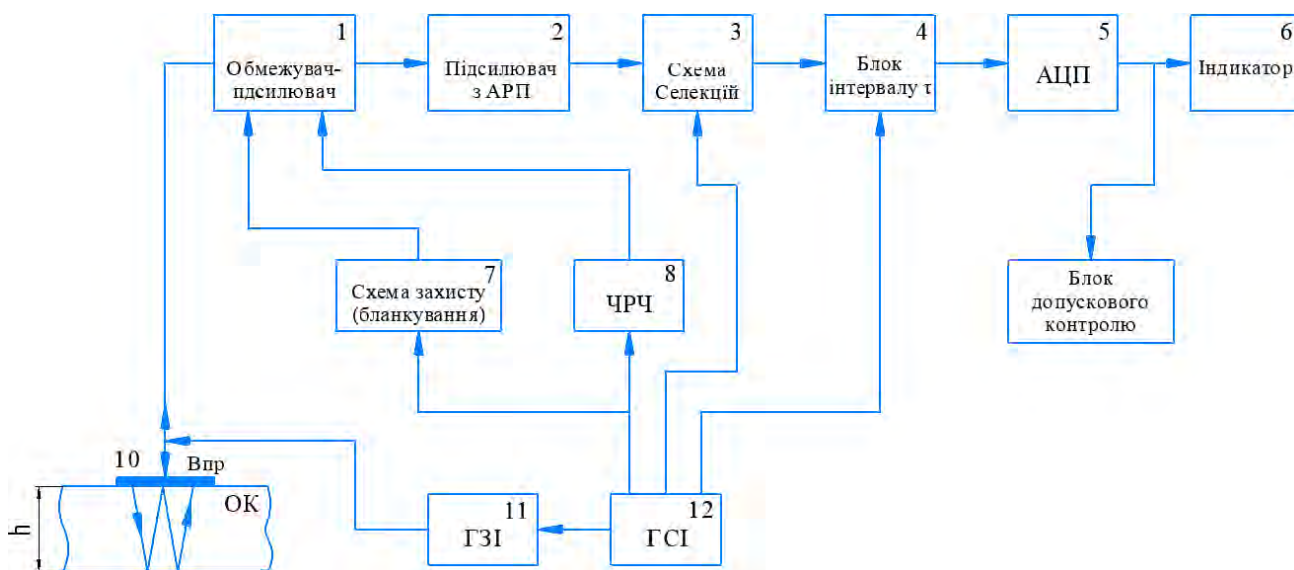 1
Обмежувач-
пдсилювач
2
Підсилювач
з АРП
3
Схема
Селекцій
4
Блок
інтервалу τ
5
АЦП
6
Індикатор
7
Схема захисту
(бланкування)
8
ЧРЧ
Блок
допускового
контролю
10
Впр
ОК
h
11
ГЗІ
12
ГСІ